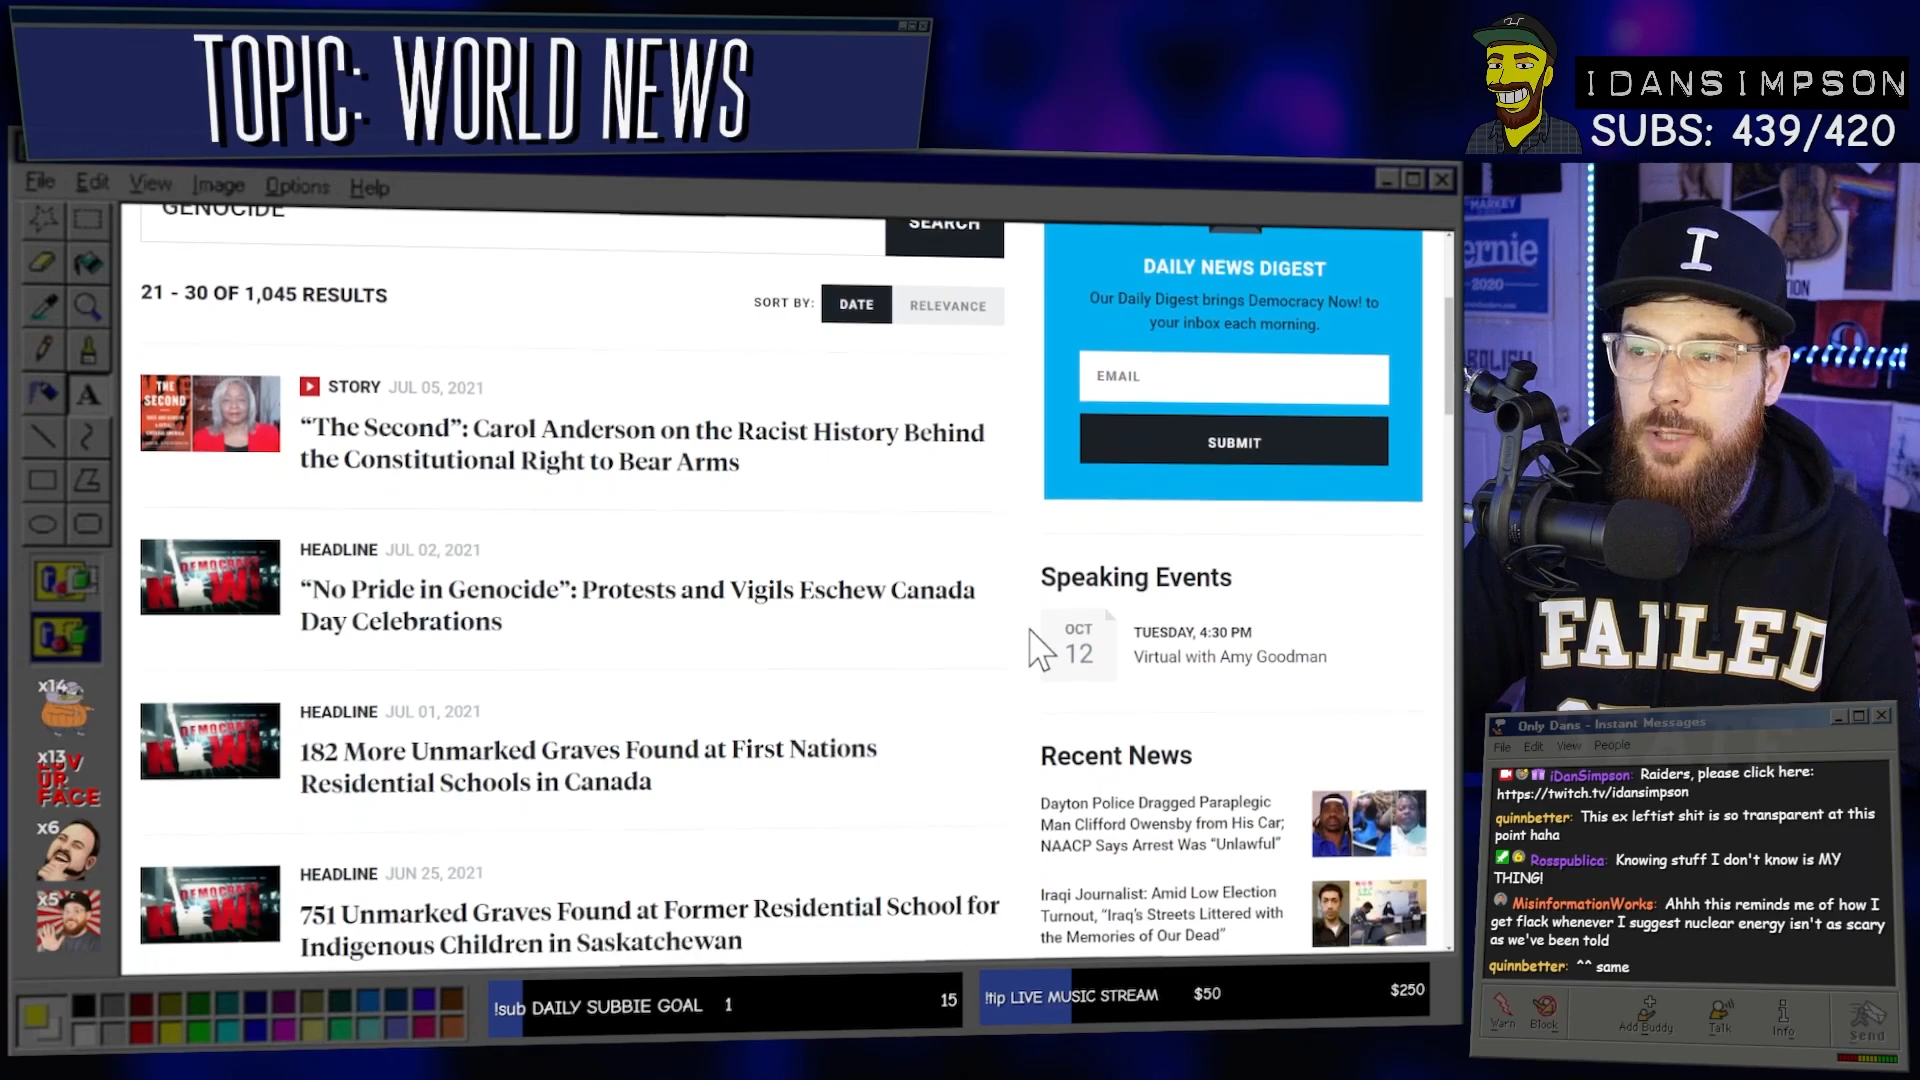 TOPIC: WORLD NEWS
IDANSIMPSON
SUBS: 439/420
File Edit View Image Options Help
GENOCIDE
SEARCH
21 - 30 OF 1,045 RESULTS
SORT BY: DATE RELEVANCE
THE SECOND
STORY JUL 05, 2021
“The Second”: Carol Anderson on the Racist History Behind
the Constitutional Right to Bear Arms
HEADLINE JUL 02, 2021
“No Pride in Genocide”: Protests and Vigils Eschew Canada
Day Celebrations
HEADLINE JUL 01, 2021
182 More Unmarked Graves Found at First Nations
Residential Schools in Canada
HEADLINE JUN 25, 2021
751 Unmarked Graves Found at Former Residential School for
Indigenous Children in Saskatchewan
DAILY NEWS DIGEST
Our Daily Digest brings Democracy Now! to
your inbox each morning.
EMAIL
SUBMIT
Speaking Events
OCT
12
TUESDAY, 4:30 PM
Virtual with Amy Goodman
Recent News
Dayton Police Dragged Paraplegic
Man Clifford Owensby from His Car;
NAACP Says Arrest Was “Unlawful”
Iraqi Journalist: Amid Low Election
Turnout, “Iraq’s Streets Littered with
the Memories of Our Dead”
x14
x13
LUV
UR
FACE
x6
x5
!sub DAILY SUBBIE GOAL 1 15
!tip LIVE MUSIC STREAM $50 $250
MARKEY
ernie
2020
I
FAILED
Only Dans - Instant Messages
File Edit View People
iDanSimpson: Raiders, please click here:
https://twitch.tv/idansimpson
quinnbetter: This ex leftist shit is so transparent at this
point haha
Rosspublica: Knowing stuff I don't know is MY
THING!
MisinformationWorks: Ahhh this reminds me of how I
get flack whenever I suggest nuclear energy isn't as scary
as we've been told
quinnbetter: ^^ same
Warn Block Add Buddy Talk Info Send